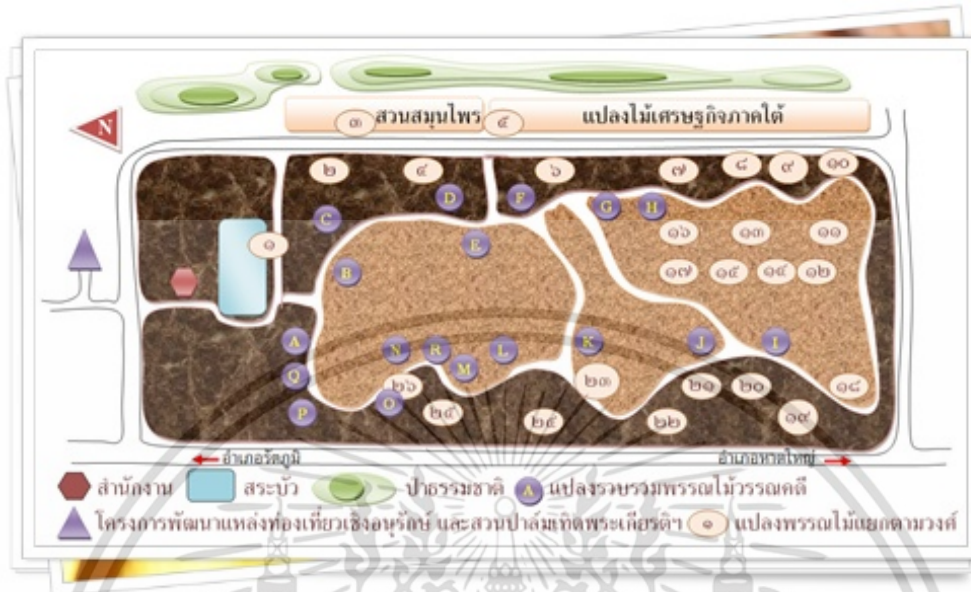 ๓ สวนสมุนไพร ๕ แปลงไม้เศรษฐกิจภาคใต้
N
๒ ๔ ๖ ๗ ๘ ๙ ๑๐
D F G H
C
๑ E ๑๖ ๑๓ ๑๑
B ๑๗ ๑๕ ๑๔ ๑๒
A N R M L K J I
Q ๒๖ ๒๓ ๒๑ ๒๐ ๑๘
P O ๒๕ ๒๔ ๒๒ ๑๙
อำเภอรัตภูมิ อำเภอหาดใหญ่
สำนักงาน สระบัว ป่าธรรมชาติ A แปลงรวบรวมพรรณไม้วรรณคดี
โครงการพัฒนาแหล่งท่องเที่ยวเชิงอนุรักษ์ และสวนปาล์มเทิดพระเกียรติฯ ๑ แปลงพรรณไม้แยกตามวงศ์